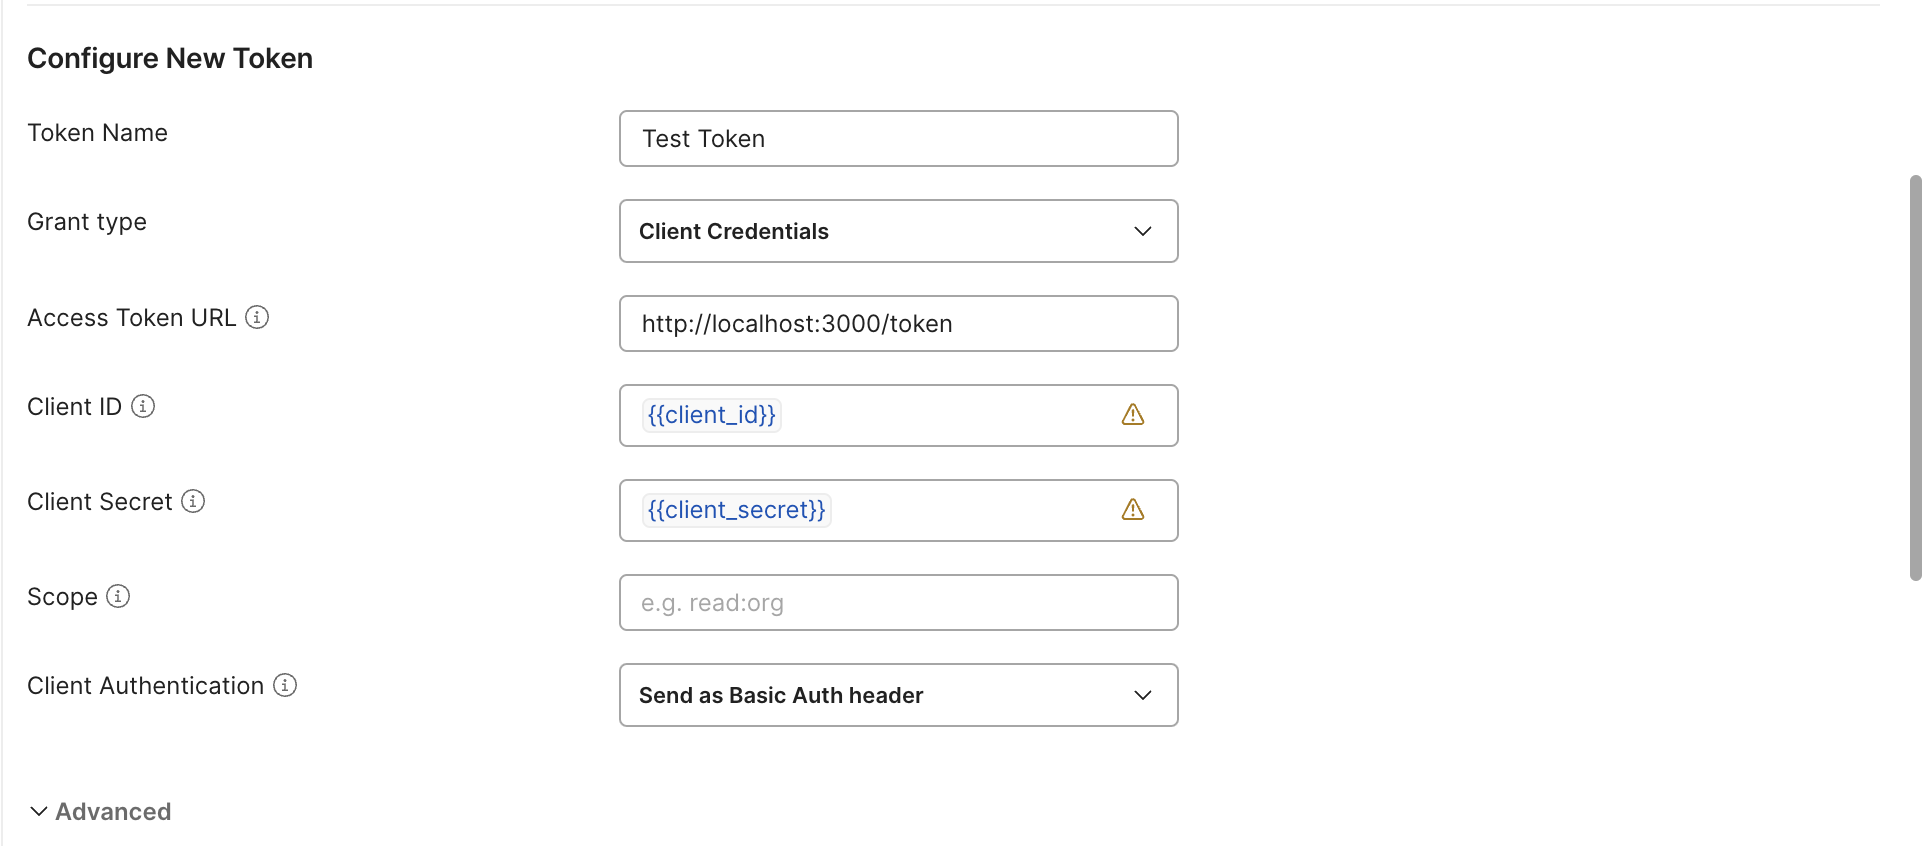 Configure New Token
Token Name
Test Token
Grant type
Client Credentials
Access Token URL
http://localhost:3000/token
Client ID
{{client_id}}
Client Secret
{{client_secret}}
Scope
e.g. read:org
Client Authentication
Send as Basic Auth header
Advanced